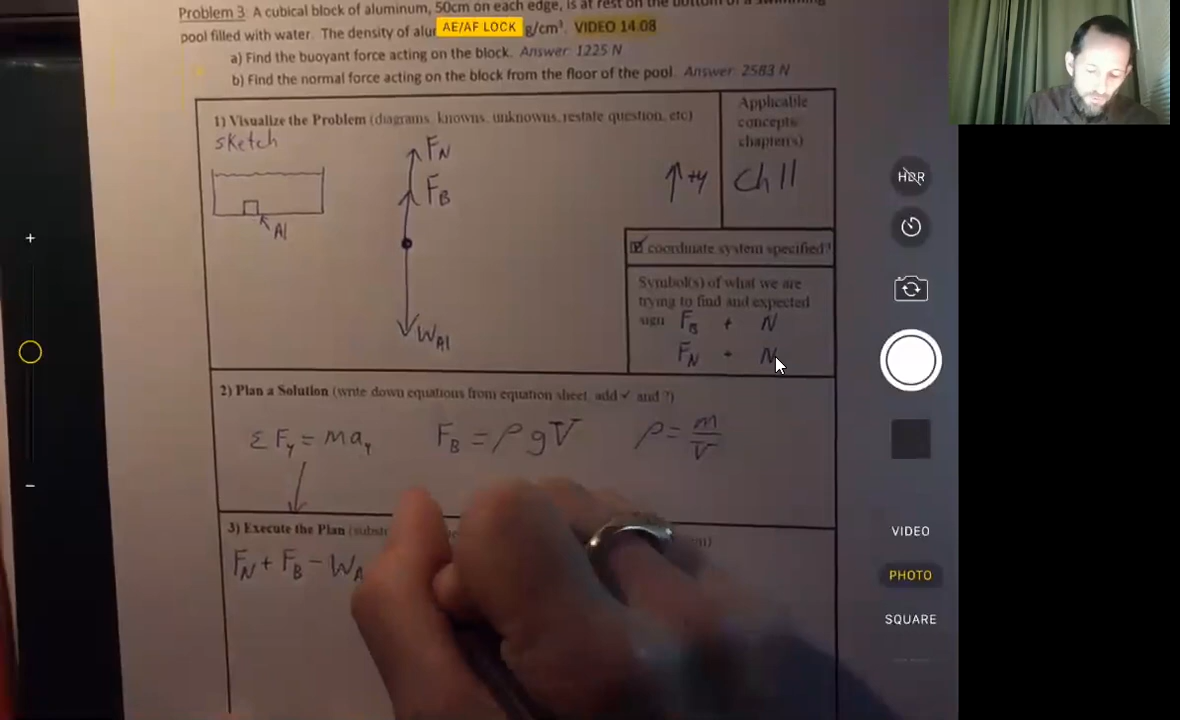 Problem 3: A cubical block of aluminum, 50cm on each edge, is at rest on the bottom of a swimming
pool filled with water. The density of alu AE/AF LOCK g/cm³. VIDEO 14.08
a) Find the buoyant force acting on the block. Answer: 1225 N
b) Find the normal force acting on the block from the floor of the pool. Answer: 2583 N
1) Visualize the Problem (diagrams, knowns, unknowns, restate question, etc)
sketch
Al
F_N
F_B
W_Al
↑+y
Applicable
concepts
chapter(s)
Ch 11
☑ coordinate system specified?
Symbol(s) of what we are
trying to find and expected
sign F_B + N
F_N + N
2) Plan a Solution (write down equations from equation sheet, add ✓ and ?)
ΣF_y = ma_y F_B = ρgV ρ = m/V
3) Execute the Plan
F_N + F_B - W_A
HDR
VIDEO
PHOTO
SQUARE